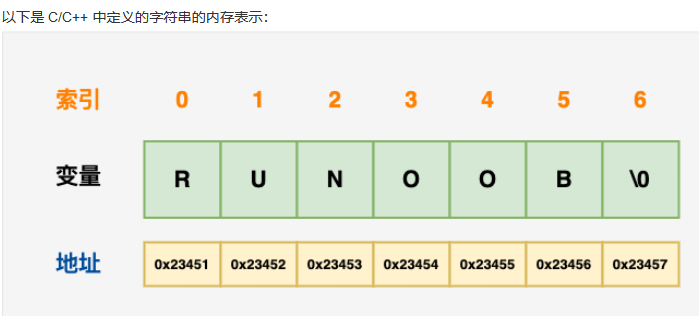 以下是 C/C++ 中定义的字符串的内存表示：
索引 0 1 2 3 4 5 6
变量 R U N O O B \0
地址 0x23451 0x23452 0x23453 0x23454 0x23455 0x23456 0x23457